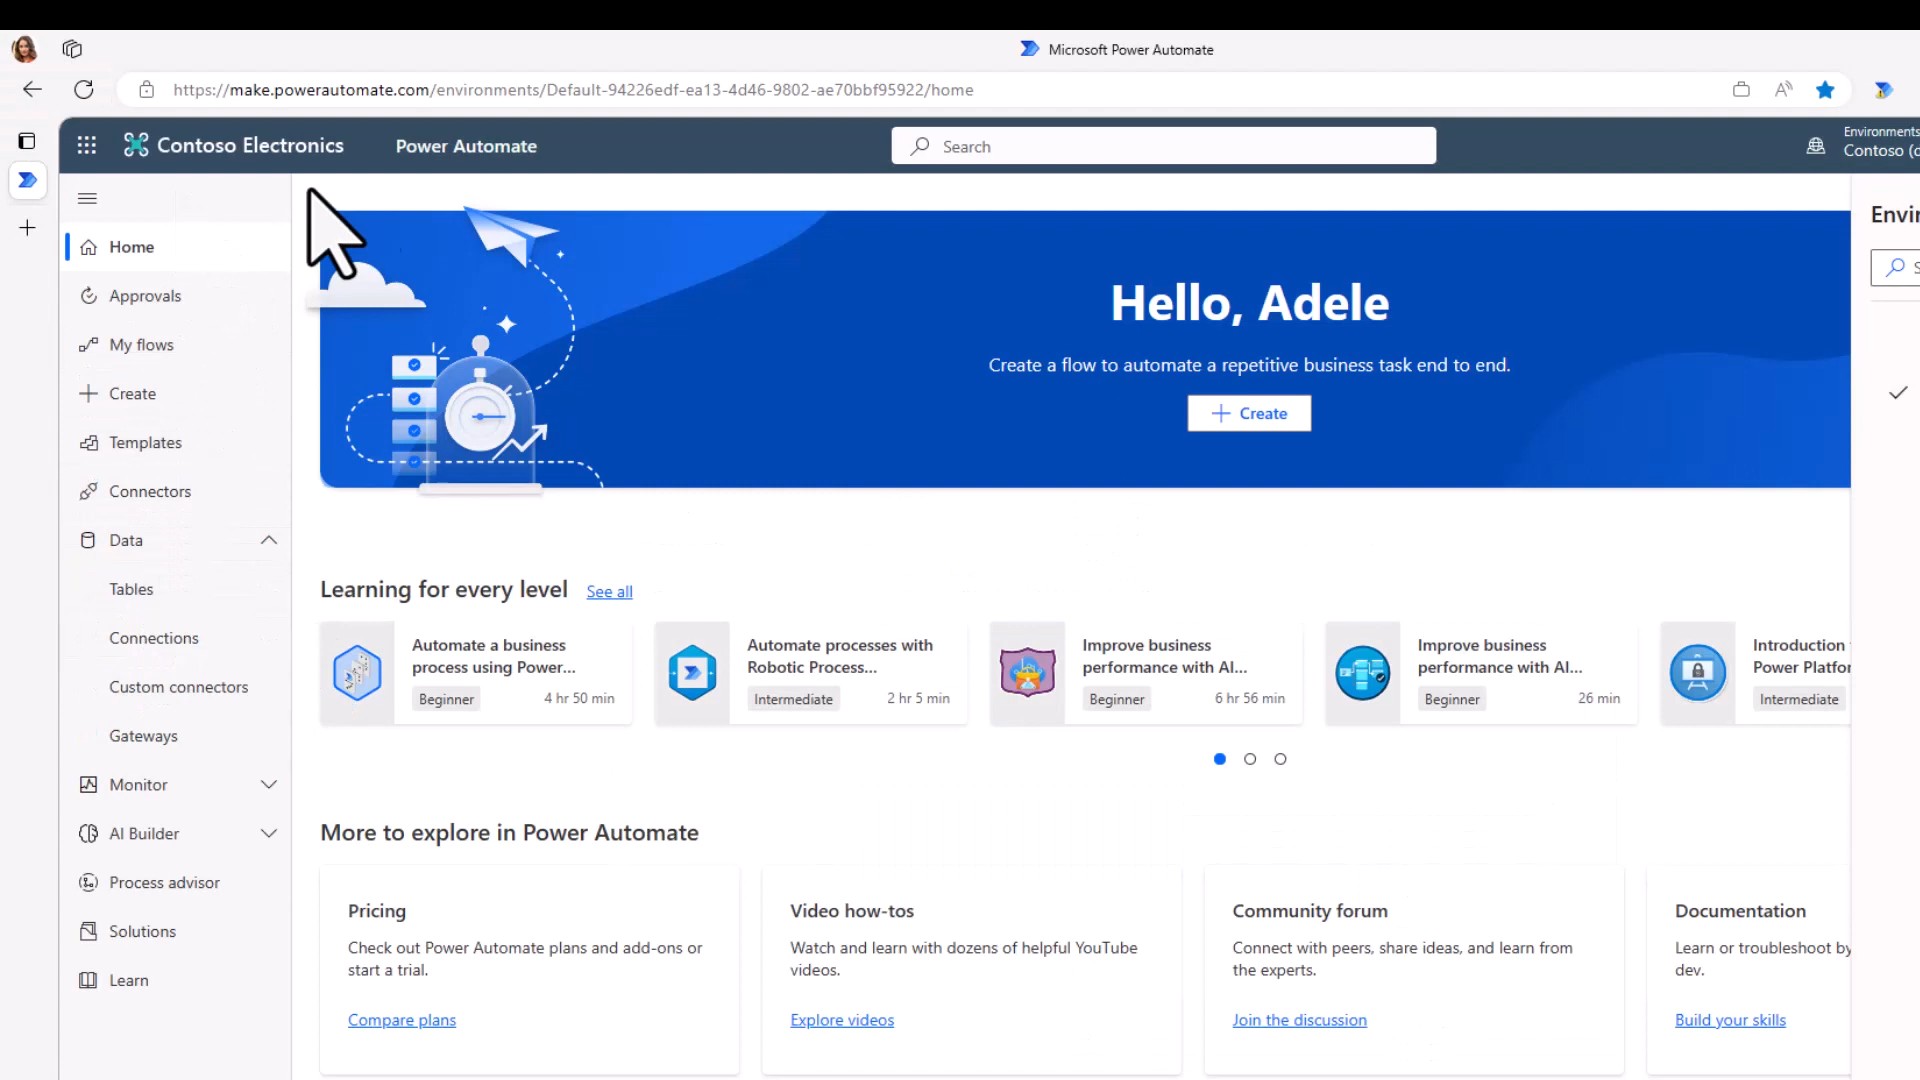 Microsoft Power Automate
https://make.powerautomate.com/environments/Default-94226edf-ea13-4d46-9802-ae70bbf95922/home
Contoso Electronics
Power Automate
Search
Environments
Contoso (d
Home
Approvals
My flows
Create
Templates
Connectors
Data
Tables
Connections
Custom connectors
Gateways
Monitor
AI Builder
Process advisor
Solutions
Learn
Hello, Adele
Create a flow to automate a repetitive business task end to end.
Create
Learning for every level See all
Automate a business
process using Power...
Beginner 4 hr 50 min
Automate processes with
Robotic Process...
Intermediate 2 hr 5 min
Improve business
performance with AI...
Beginner 6 hr 56 min
Improve business
performance with AI...
Beginner 26 min
Introduction
Power Platfor
Intermediate
More to explore in Power Automate
Pricing
Check out Power Automate plans and add-ons or
start a trial.
Compare plans
Video how-tos
Watch and learn with dozens of helpful YouTube
videos.
Explore videos
Community forum
Connect with peers, share ideas, and learn from
the experts.
Join the discussion
Documentation
Learn or troubleshoot by
dev.
Build your skills
Envir
S